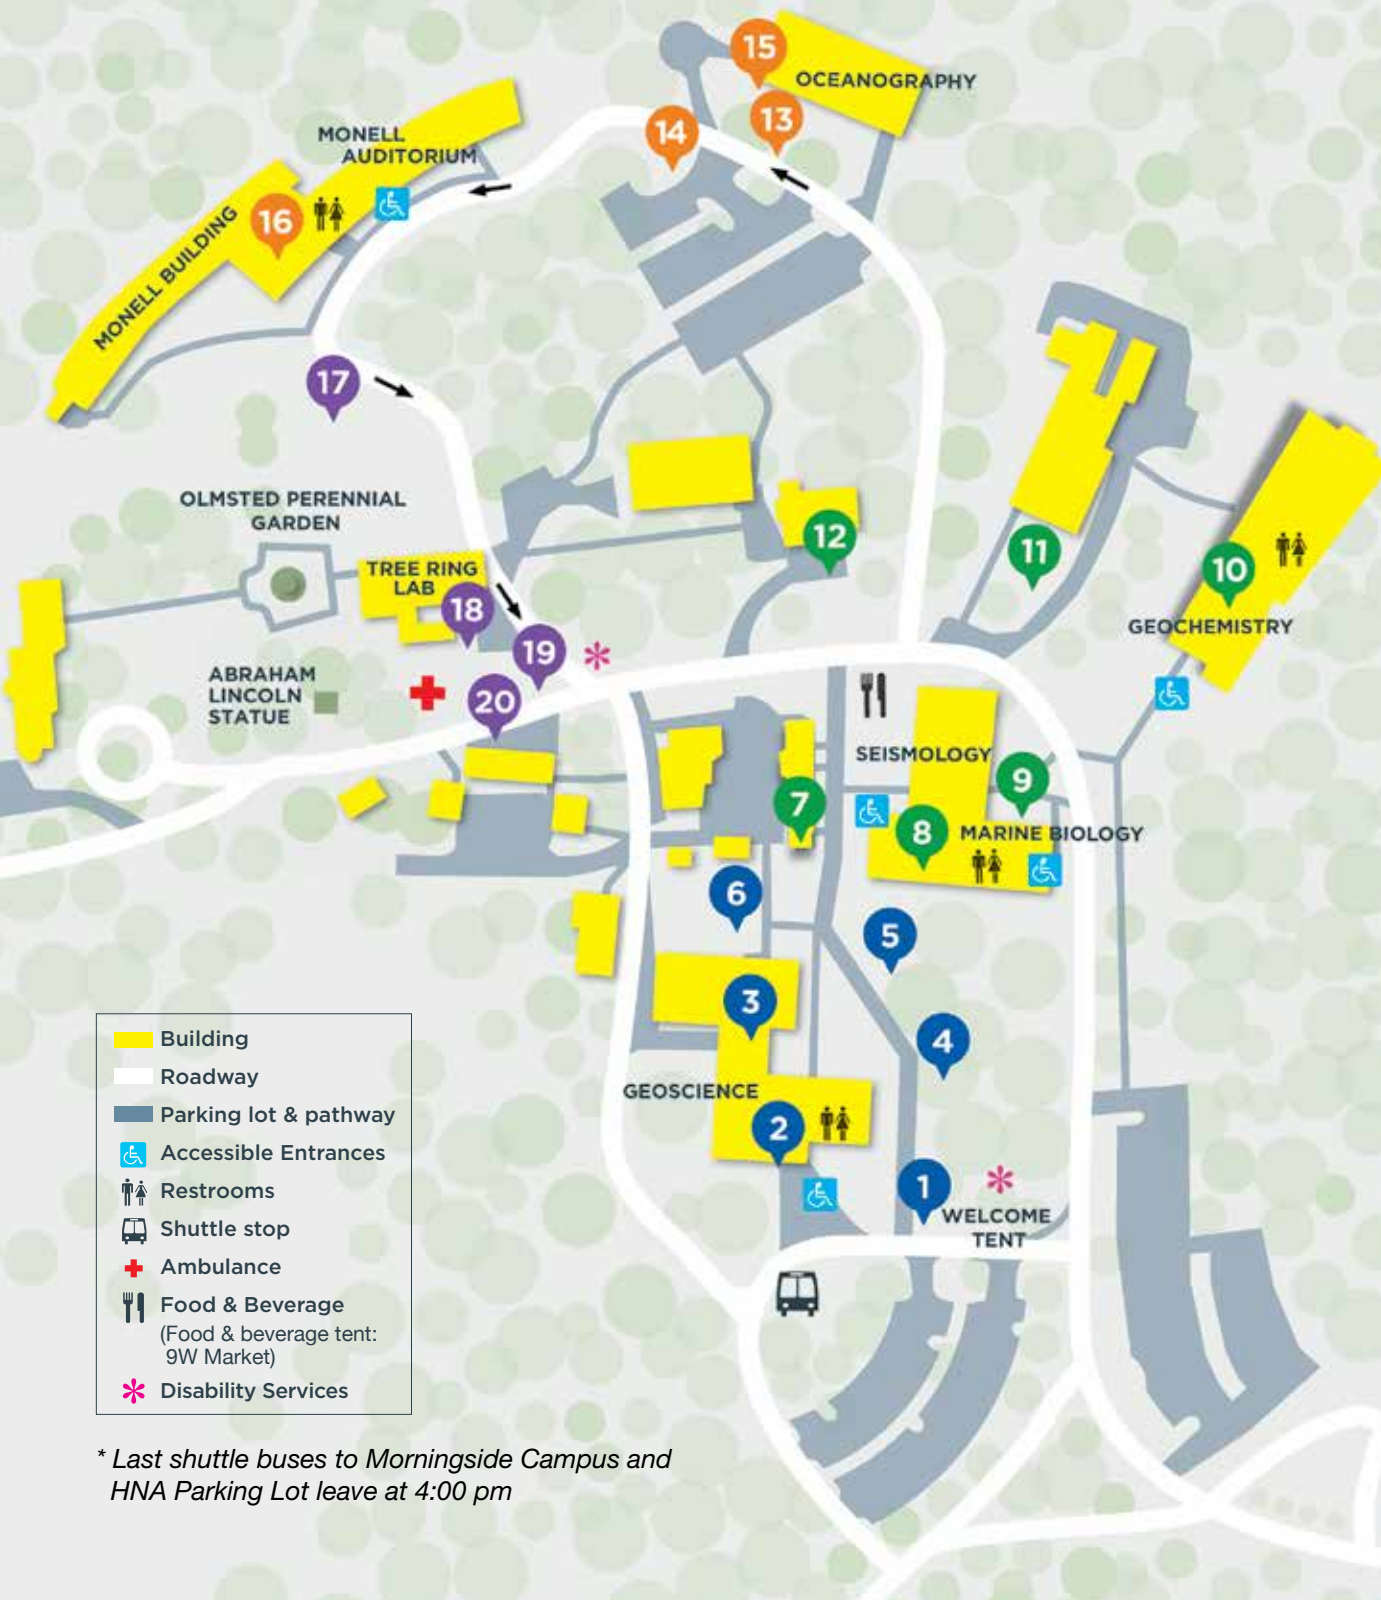 15
OCEANOGRAPHY
14
13
MONELL
AUDITORIUM
16
MONELL BUILDING
17
OLMSTED PERENNIAL
GARDEN
12
11
10
TREE RING
LAB
18
GEOCHEMISTRY
19
ABRAHAM
LINCOLN
STATUE
20
SEISMOLOGY
9
7
8
MARINE BIOLOGY
6
5
3
4
GEOSCIENCE
2
1
WELCOME
TENT
Building
Roadway
Parking lot & pathway
Accessible Entrances
Restrooms
Shuttle stop
Ambulance
Food & Beverage
(Food & beverage tent:
9W Market)
Disability Services
* Last shuttle buses to Morningside Campus and
HNA Parking Lot leave at 4:00 pm